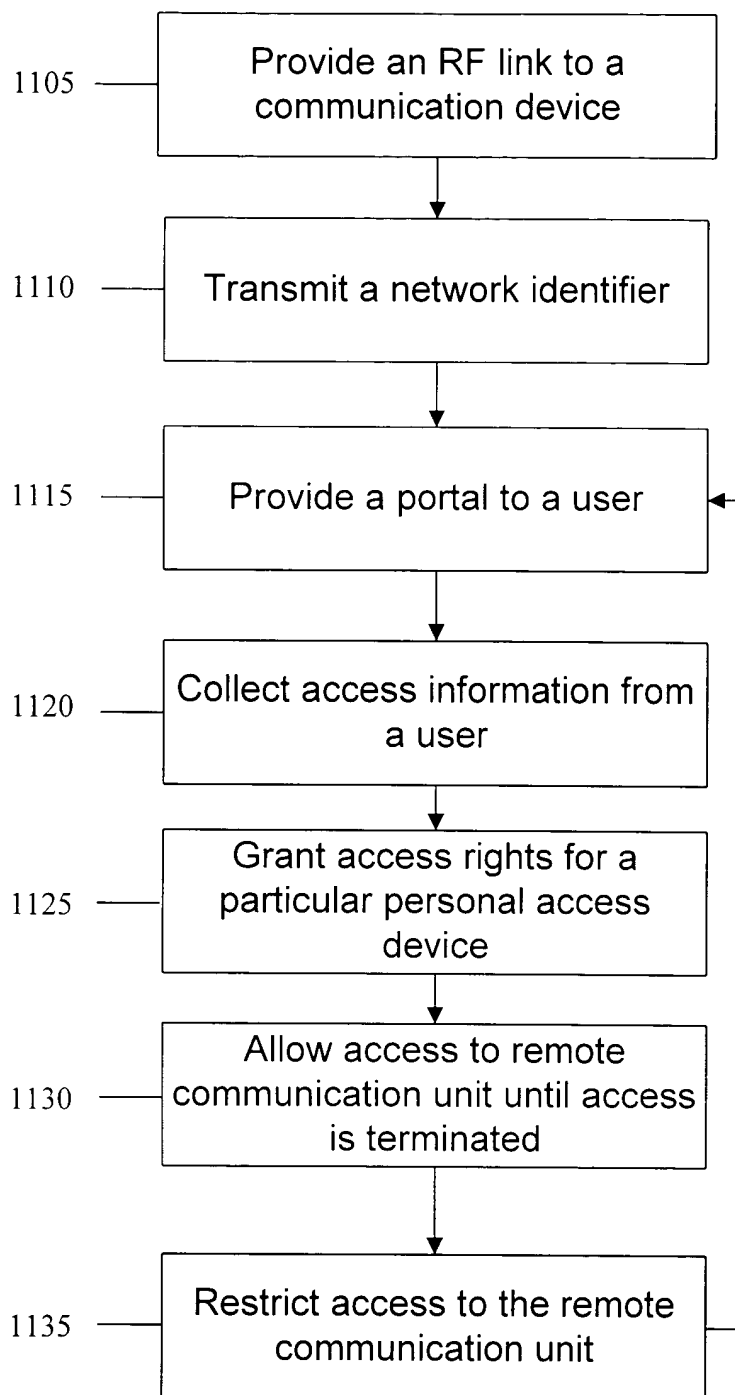 Provide an RF link to a
1105
communication device
1110
Transmit a network identifier
1115
Provide a portal to a user
Collect access information from
1120
a user
Grant access rights for a
1125
particular personal access
device
Allow access to remote
1130
communication unit until access
is terminated
Restrict access to the remote
1135
communication unit